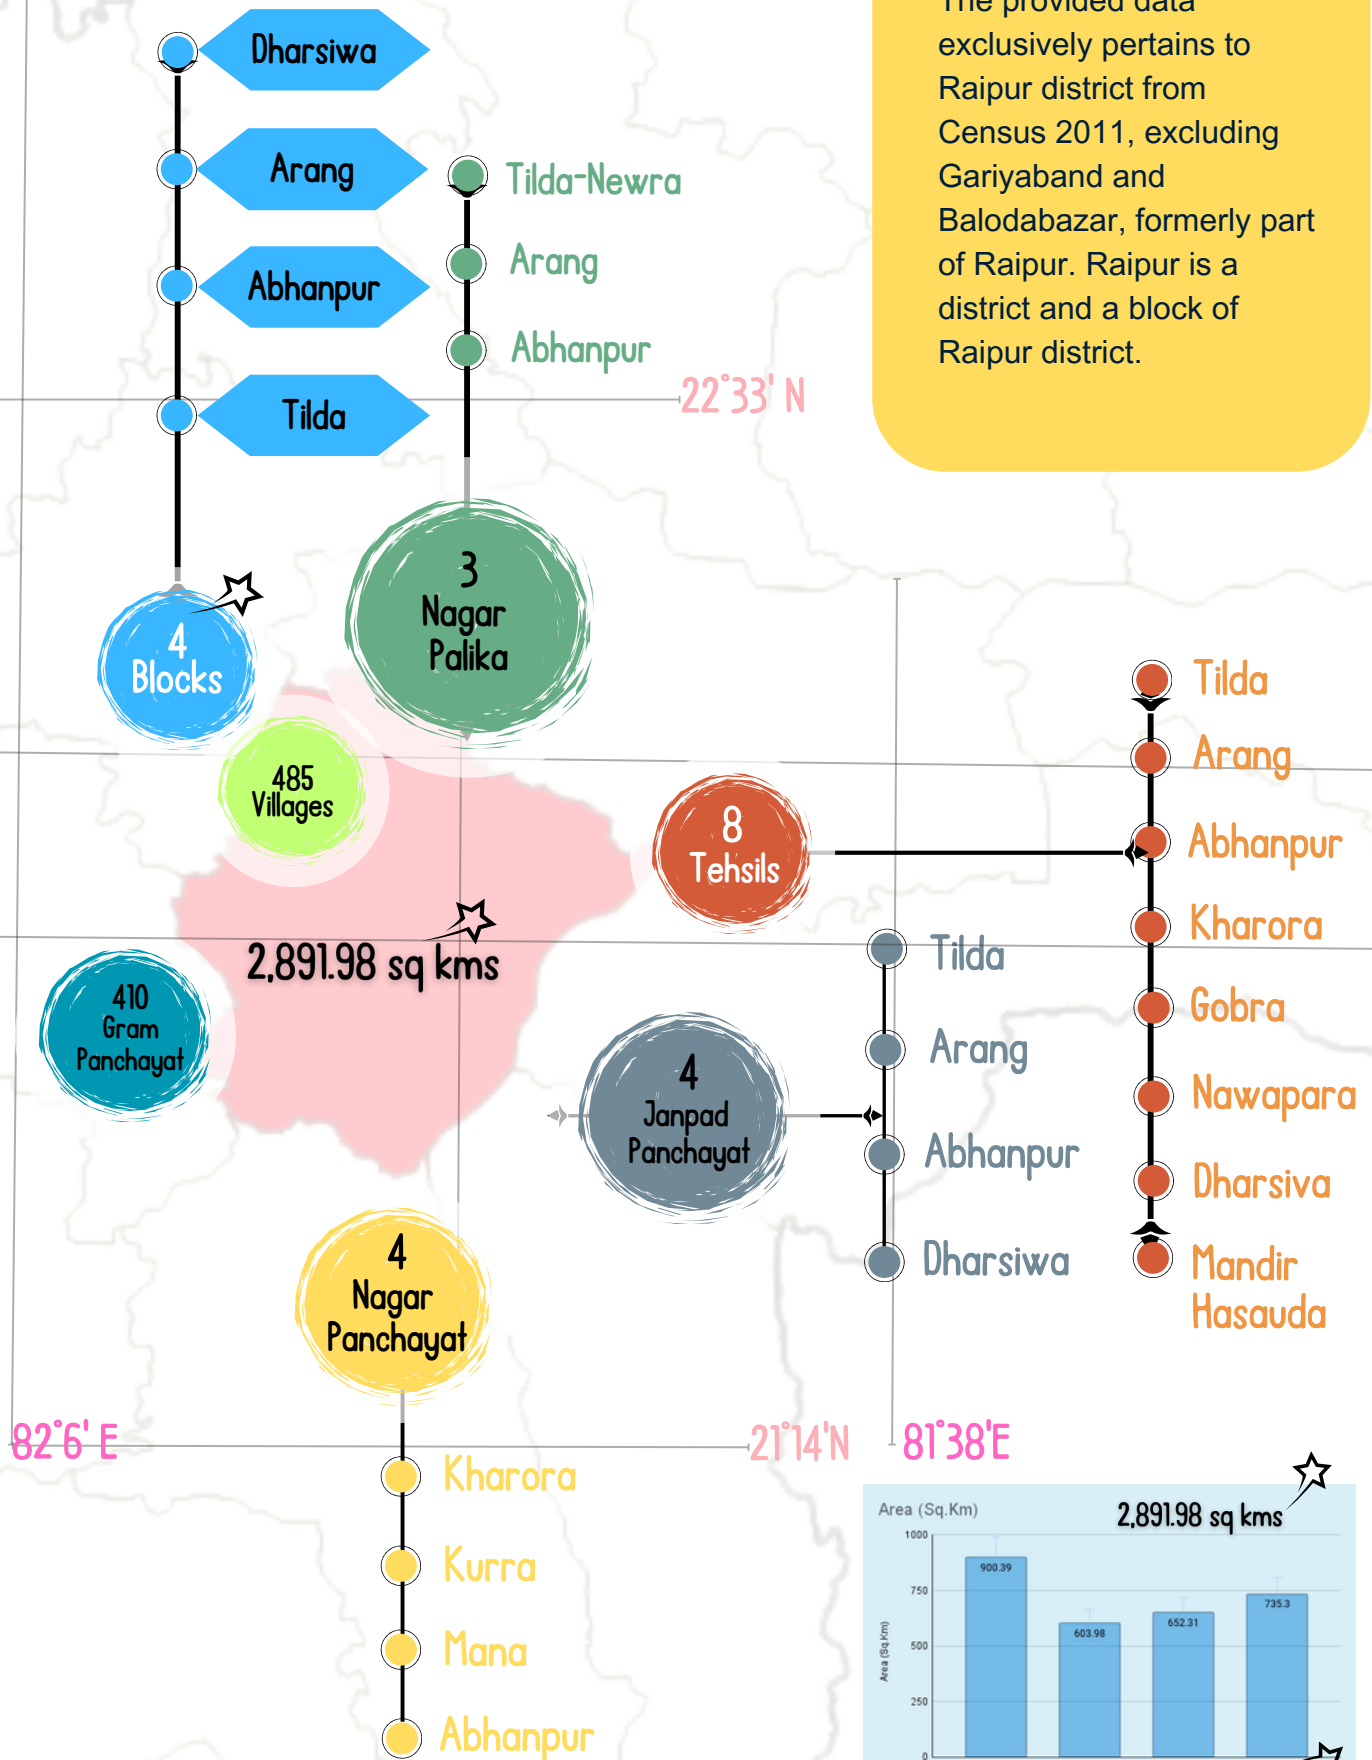 The provided data
exclusively pertains to
Raipur district from
Census 2011, excluding
Gariyaband and
Balodabazar, formerly part
of Raipur. Raipur is a
district and a block of
Raipur district.
Dharsiwa
Arang
Abhanpur
Tilda
4
Blocks
Tilda-Newra
Arang
Abhanpur
3
Nagar
Palika
22°33' N
485
Villages
2,891.98 sq kms
410
Gram
Panchayat
8
Tehsils
Tilda
Arang
Abhanpur
Kharora
Gobra
Nawapara
Dharsiva
Mandir
Hasauda
4
Janpad
Panchayat
Tilda
Arang
Abhanpur
Dharsiwa
4
Nagar
Panchayat
Kharora
Kurra
Mana
Abhanpur
82°6' E
21°14'N
81°38'E
Area (Sq.Km)
2,891.98 sq kms
Area (Sq.Km)
1000
750
500
250
0
900.39
603.98
652.31
735.3